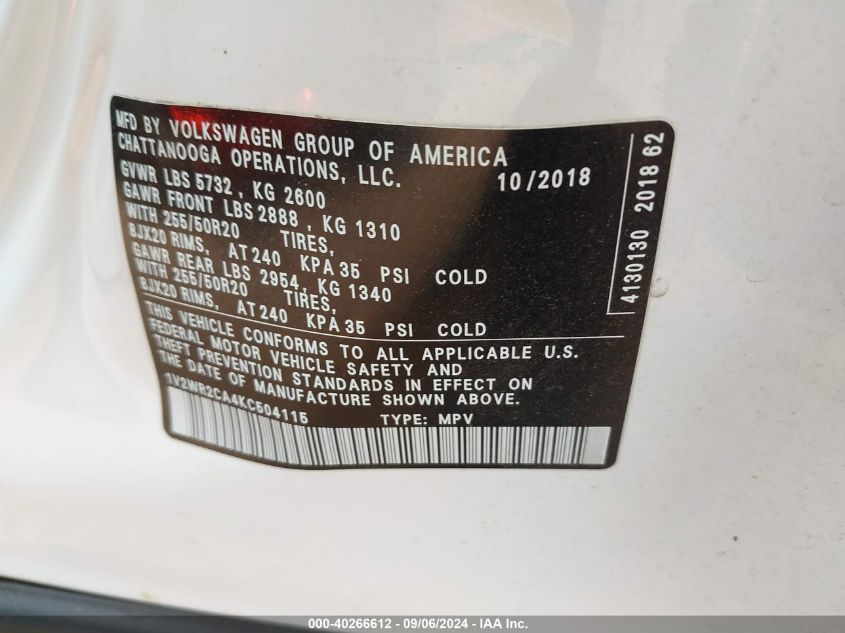 MFD BY VOLKSWAGEN GROUP OF AMERICA
CHATTANOOGA OPERATIONS, LLC.
10/2018
GVWR LBS 5732 , KG 2600
GAWR FRONT LBS 2888 , KG 1310
WITH 255/50R20 TIRES,
8JX20 RIMS, AT 240 KPA 35 PSI COLD
GAWR REAR LBS 2954, KG 1340
WITH 255/50R20 TIRES,
8JX20 RIMS, AT 240 KPA 35 PSI COLD
THIS VEHICLE CONFORMS TO ALL APPLICABLE U.S.
FEDERAL MOTOR VEHICLE SAFETY AND
THEFT PREVENTION STANDARDS IN EFFECT ON
THE DATE OF MANUFACTURE SHOWN ABOVE.
1V2WR2CA4KC504115
TYPE: MPV
4130130 2018 62
000-40266612 - 09/06/2024 - IAA Inc.